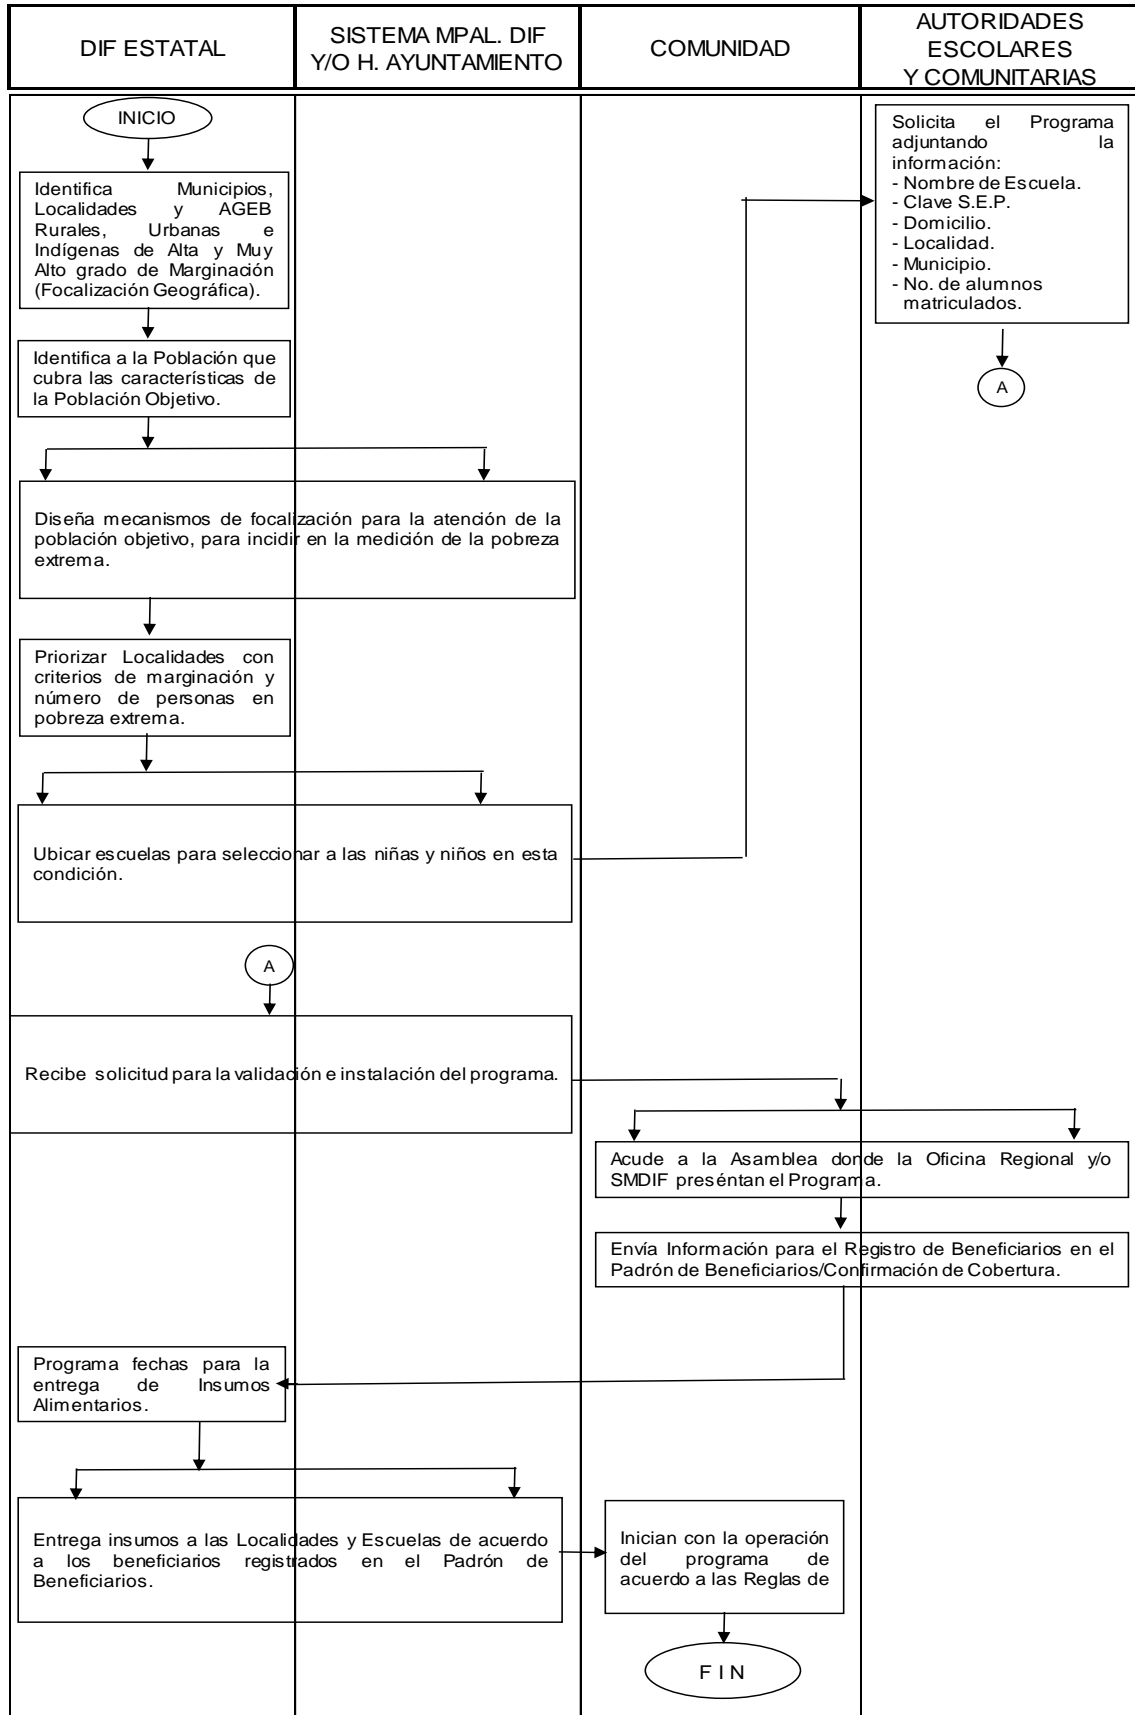 DIF ESTATAL
SISTEMA MPAL. DIF
Y/O H. AYUNTAMIENTO
COMUNIDAD
AUTORIDADES
ESCOLARES
Y COMUNITARIAS
INICIO
Identifica Municipios,
Localidades y AGEB
Rurales, Urbanas e
Indígenas de Alta y Muy
Alto grado de Marginación
(Focalización Geográfica).
Identifica a la Población que
cubra las características de
la Población Objetivo.
Diseña mecanismos de focalización para la atención de la
población objetivo, para incidir en la medición de la pobreza
extrema.
Priorizar Localidades con
criterios de marginación y
número de personas en
pobreza extrema.
Ubicar escuelas para seleccionar a las niñas y niños en esta
condición.
Solicita el Programa
adjuntando la
información:
- Nombre de Escuela.
- Clave S.E.P.
- Domicilio.
- Localidad.
- Municipio.
- No. de alumnos
matriculados.
A
A
Recibe solicitud para la validación e instalación del programa.
Acude a la Asamblea donde la Oficina Regional y/o
SMDIF preséntan el Programa.
Envía Información para el Registro de Beneficiarios en el
Padrón de Beneficiarios/Confirmación de Cobertura.
Programa fechas para la
entrega de Insumos
Alimentarios.
Entrega insumos a las Localidades y Escuelas de acuerdo
a los beneficiarios registrados en el Padrón de
Beneficiarios.
Inician con la operación
del programa de
acuerdo a las Reglas de
F I N